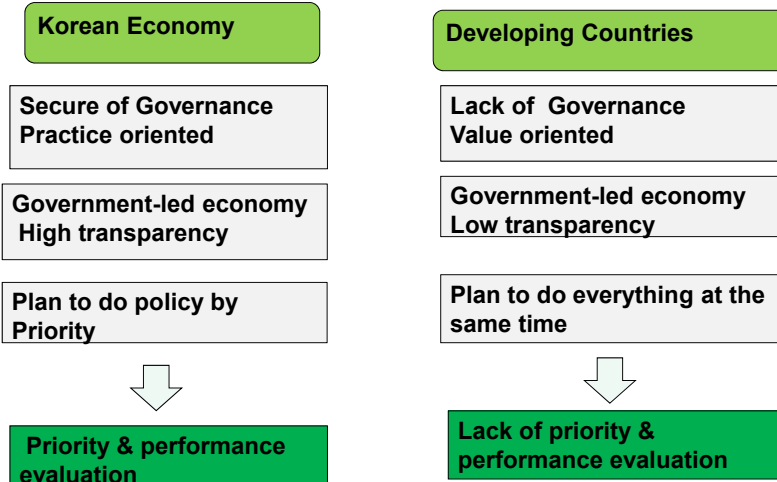 Korean Economy
Secure of Governance
Practice oriented
Government-led economy
High transparency
Plan to do policy by
Priority
Priority & performance
evaluation
Developing Countries
Lack of Governance
Value oriented
Government-led economy
Low transparency
Plan to do everything at the
same time
Lack of priority &
performance evaluation